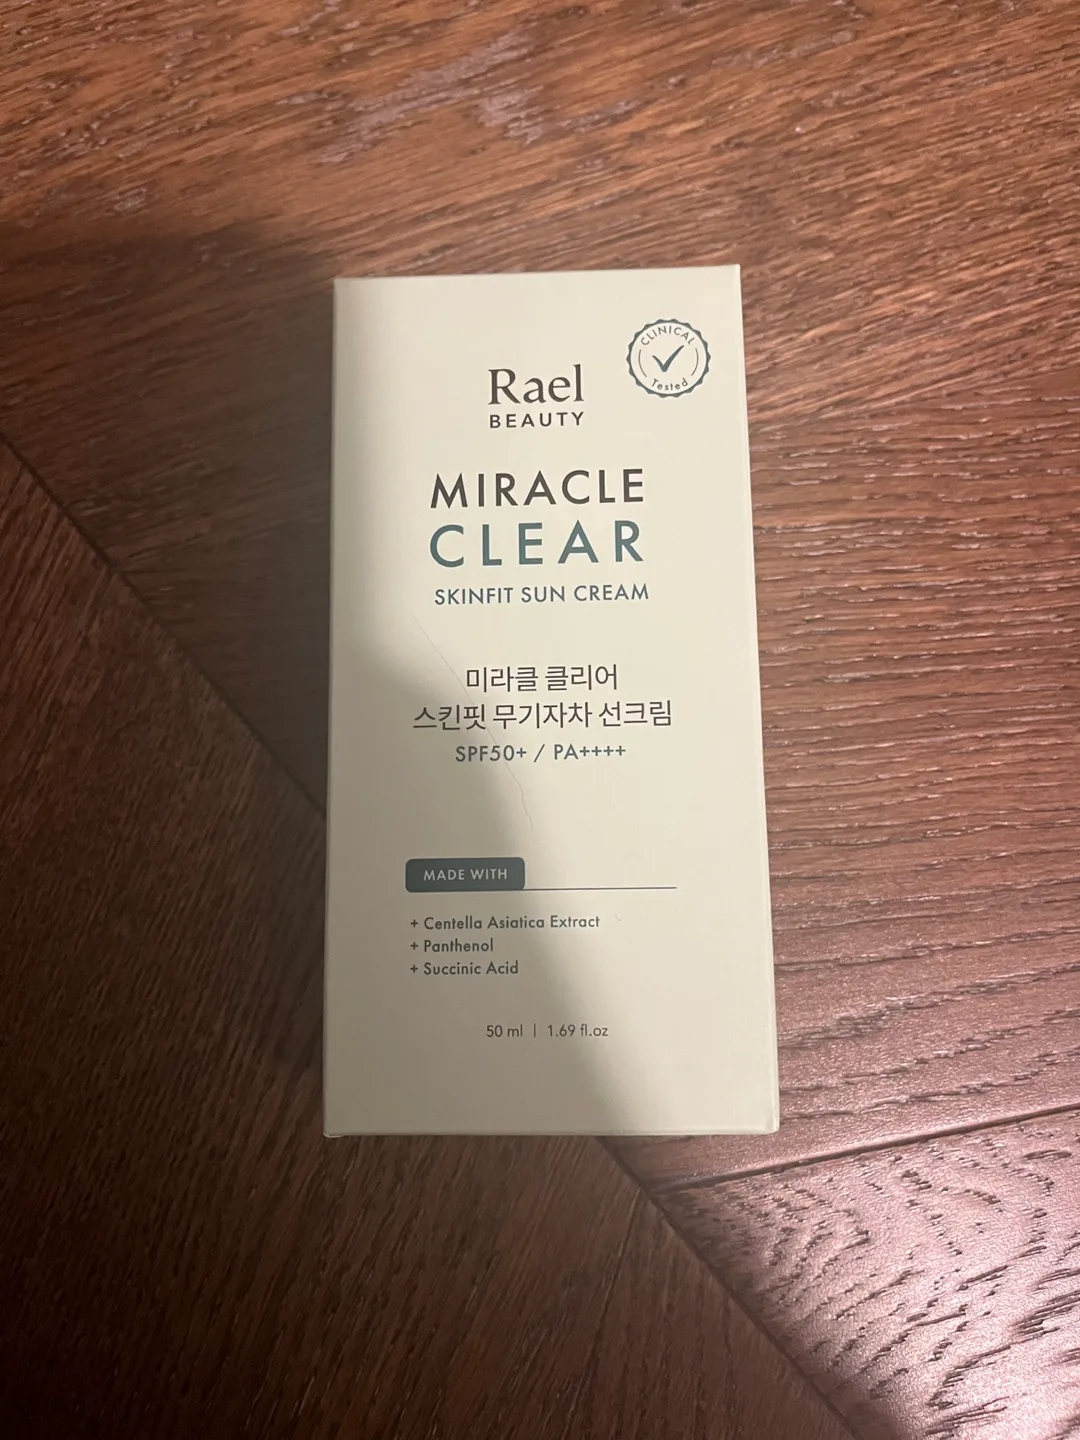 CLINICAL
Tested
Rael
BEAUTY
MIRACLE
CLEAR
SKINFIT SUN CREAM
미라클 클리어
스킨핏 무기자차 선크림
SPF50+ / PA++++
MADE WITH
+ Centella Asiatica Extract
+ Panthenol
+ Succinic Acid
50 ml | 1.69 fl.oz